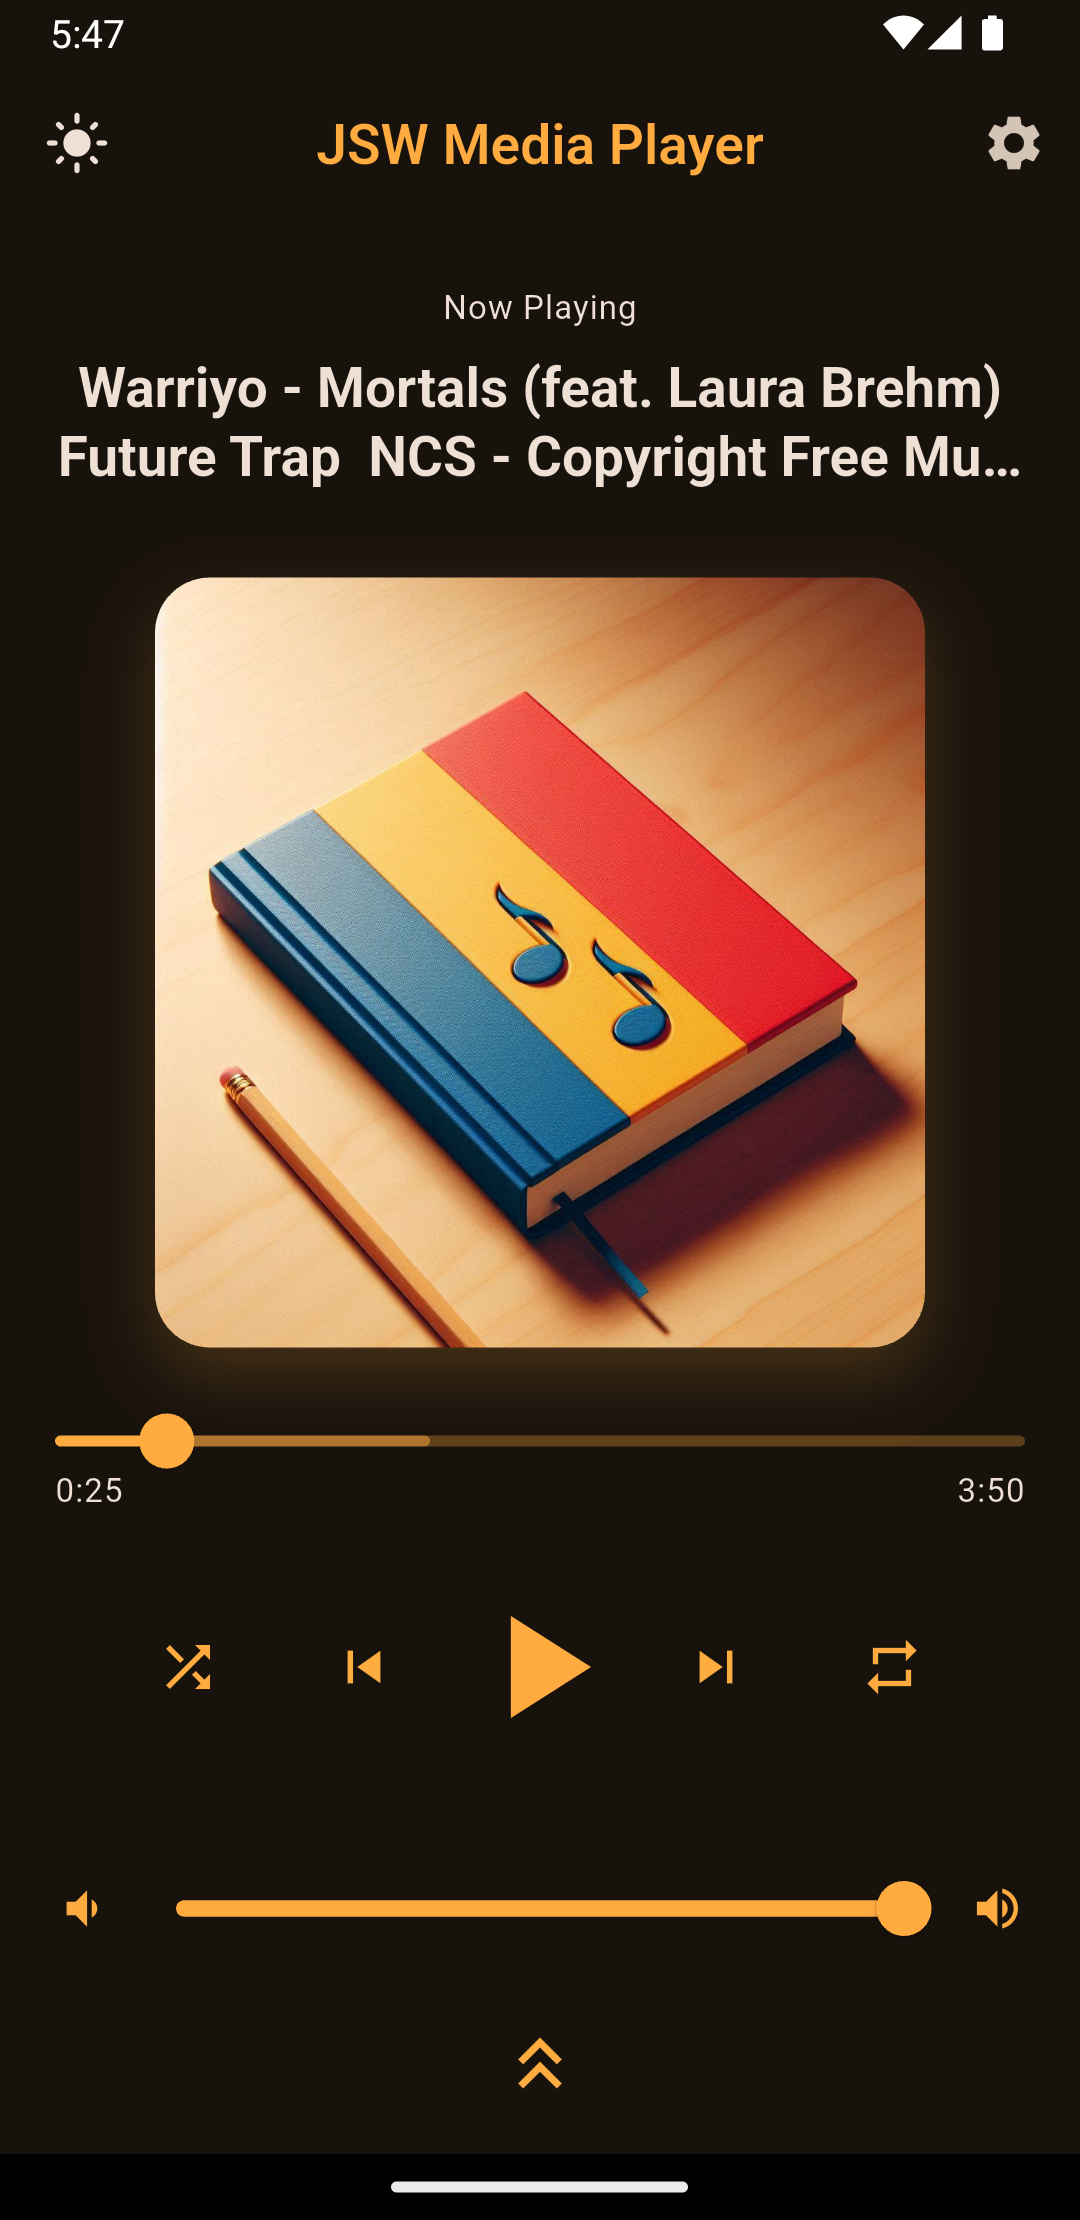 5:47
JSW Media Player
Now Playing
Warriyo - Mortals (feat. Laura Brehm)
Future Trap  NCS - Copyright Free Mu...
0:25
3:50